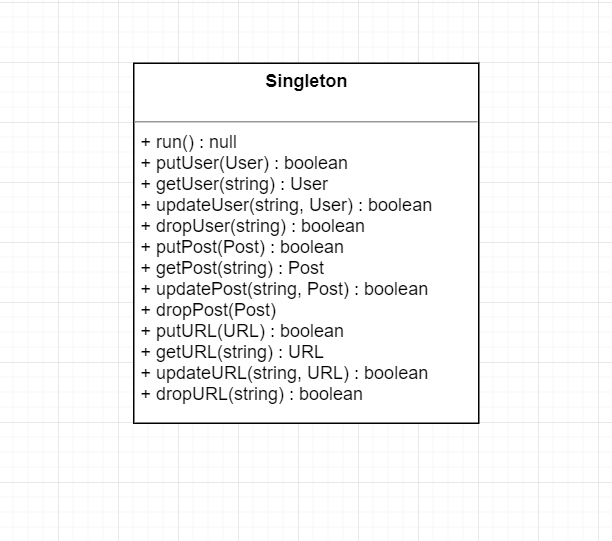 Singleton
+ run() : null
+ putUser(User) : boolean
+ getUser(string) : User
+ updateUser(string, User) : boolean
+ dropUser(string) : boolean
+ putPost(Post) : boolean
+ getPost(string) : Post
+ updatePost(string, Post) : boolean
+ dropPost(Post)
+ putURL(URL) : boolean
+ getURL(string) : URL
+ updateURL(string, URL) : boolean
+ dropURL(string) : boolean